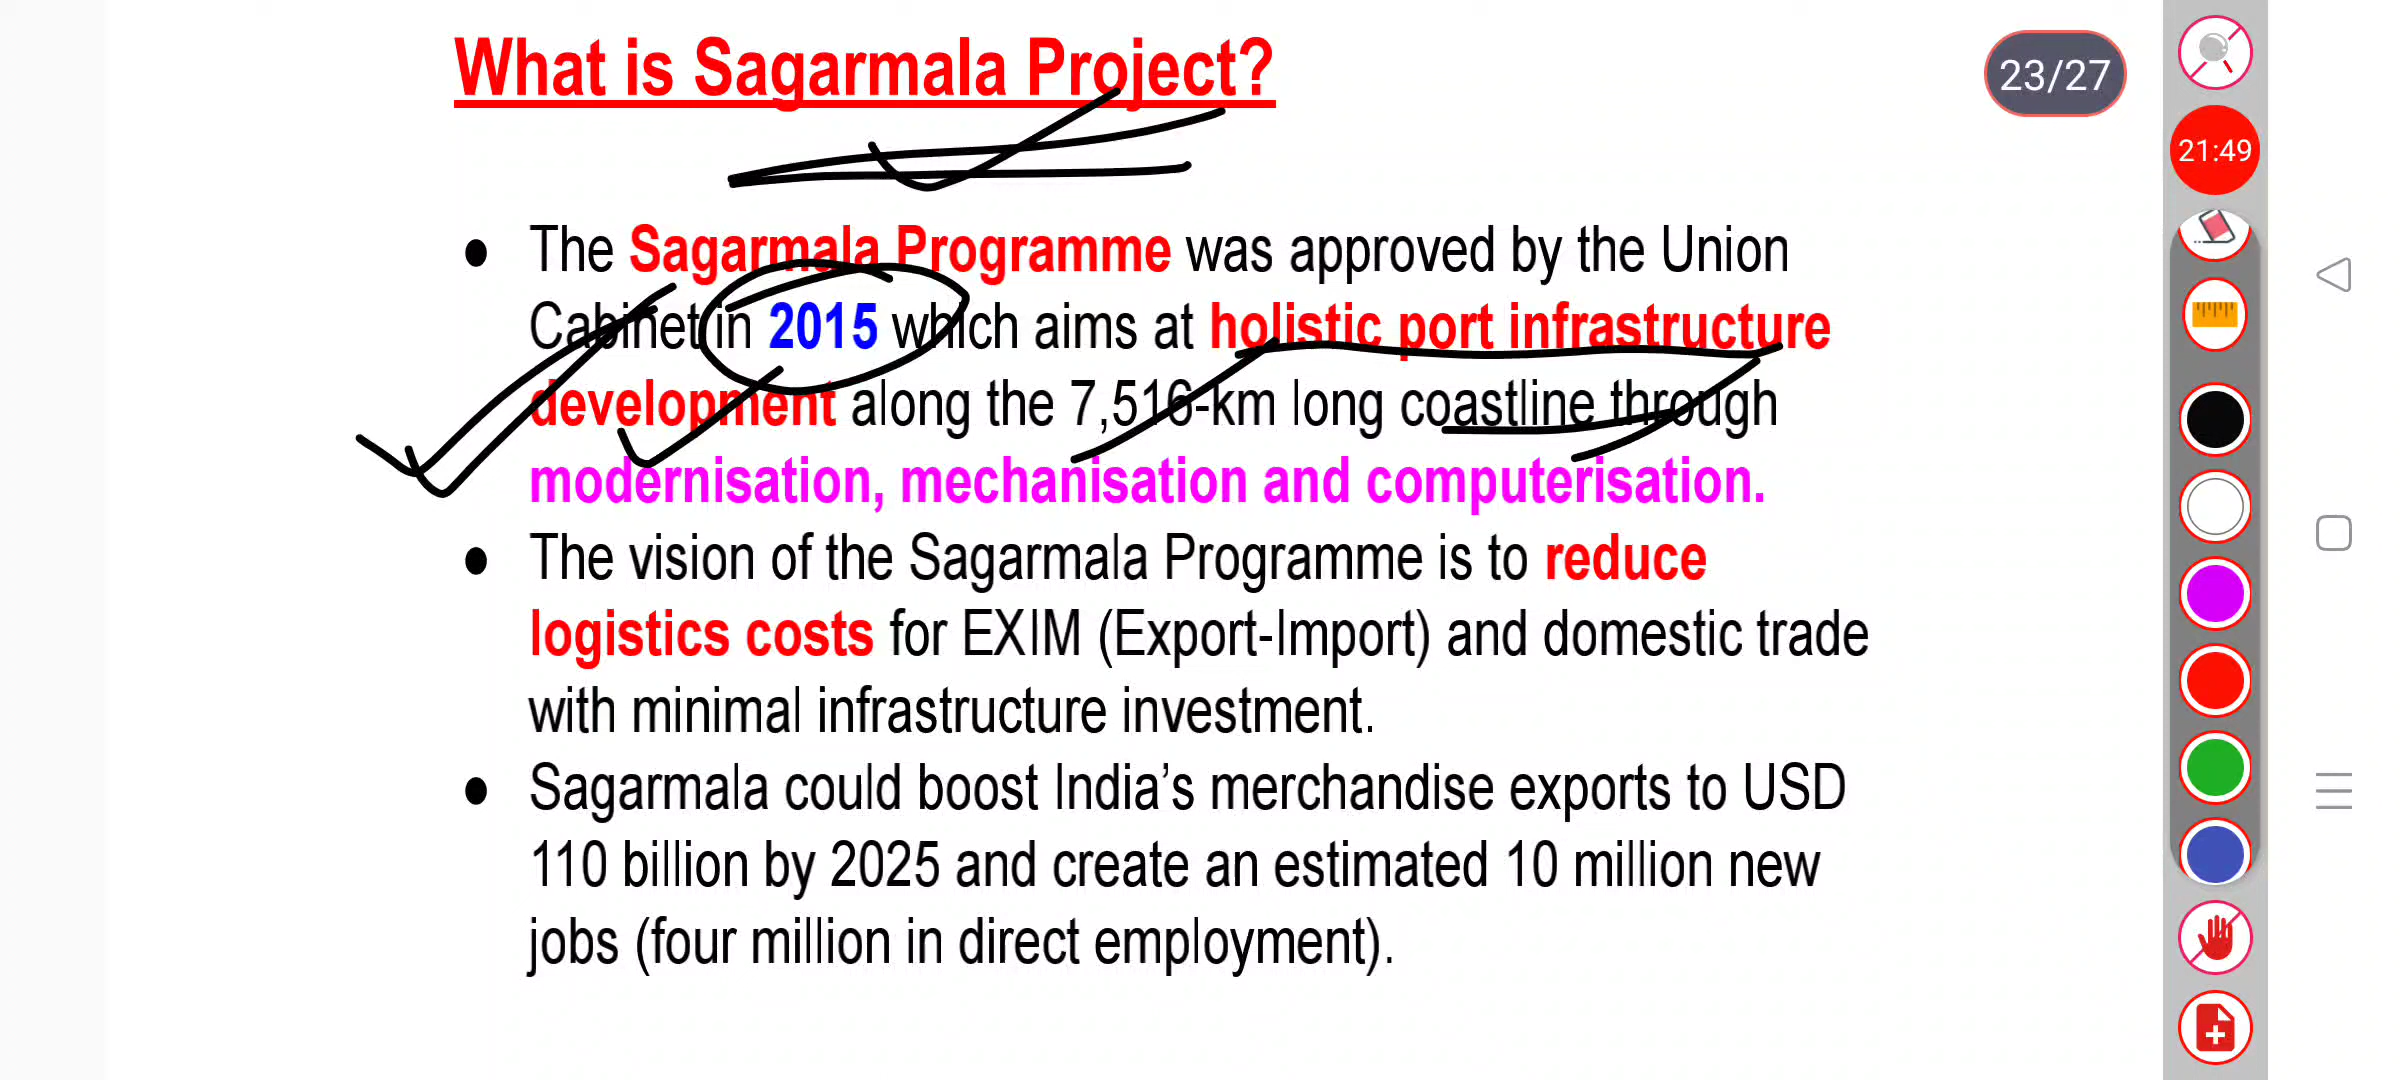 What is Sagarmala Project?
23/27
21:49
● The Sagarmala Programme was approved by the Union
Cabinet in 2015 which aims at holistic port infrastructure
development along the 7,516-km long coastline through
modernisation, mechanisation and computerisation.
● The vision of the Sagarmala Programme is to reduce
logistics costs for EXIM (Export-Import) and domestic trade
with minimal infrastructure investment.
● Sagarmala could boost India’s merchandise exports to USD
110 billion by 2025 and create an estimated 10 million new
jobs (four million in direct employment).